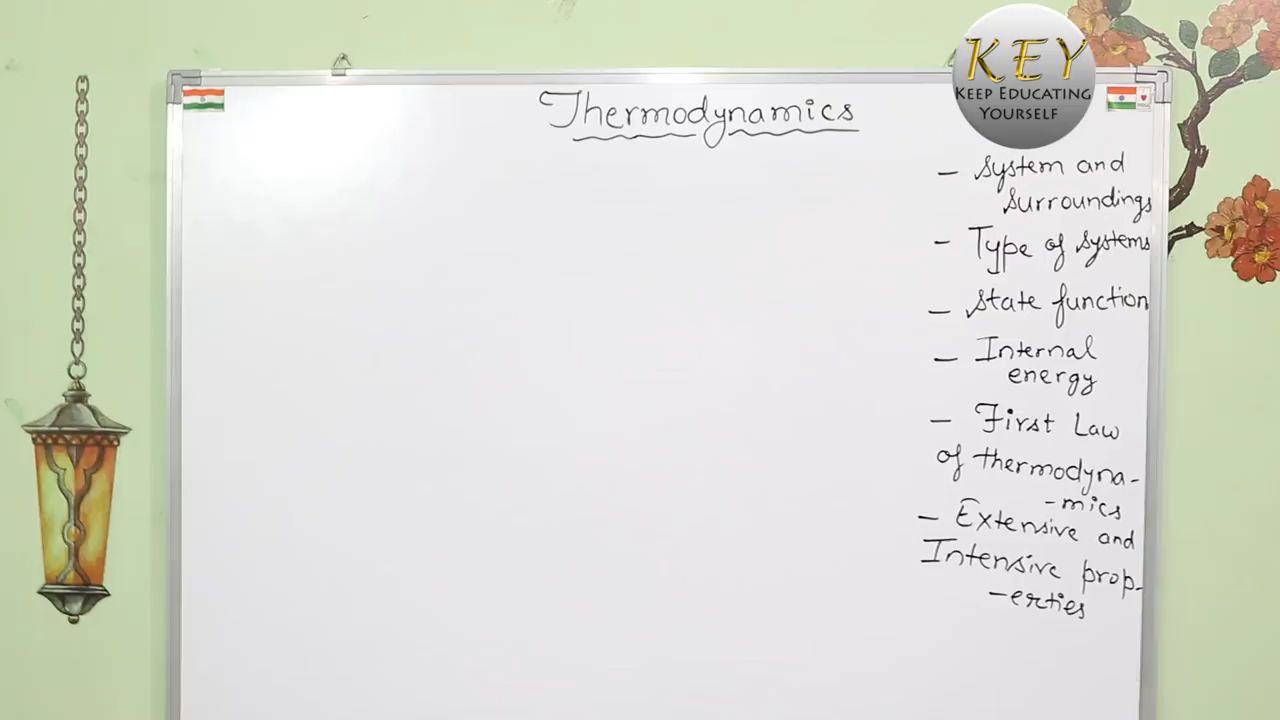 Thermodynamics
KEY
KEEP EDUCATING
YOURSELF
- System and
surroundings
- Type of systems
- State function
- Internal
energy
- First Law
of thermodyna-
-mics
- Extensive and
Intensive prop-
-erties